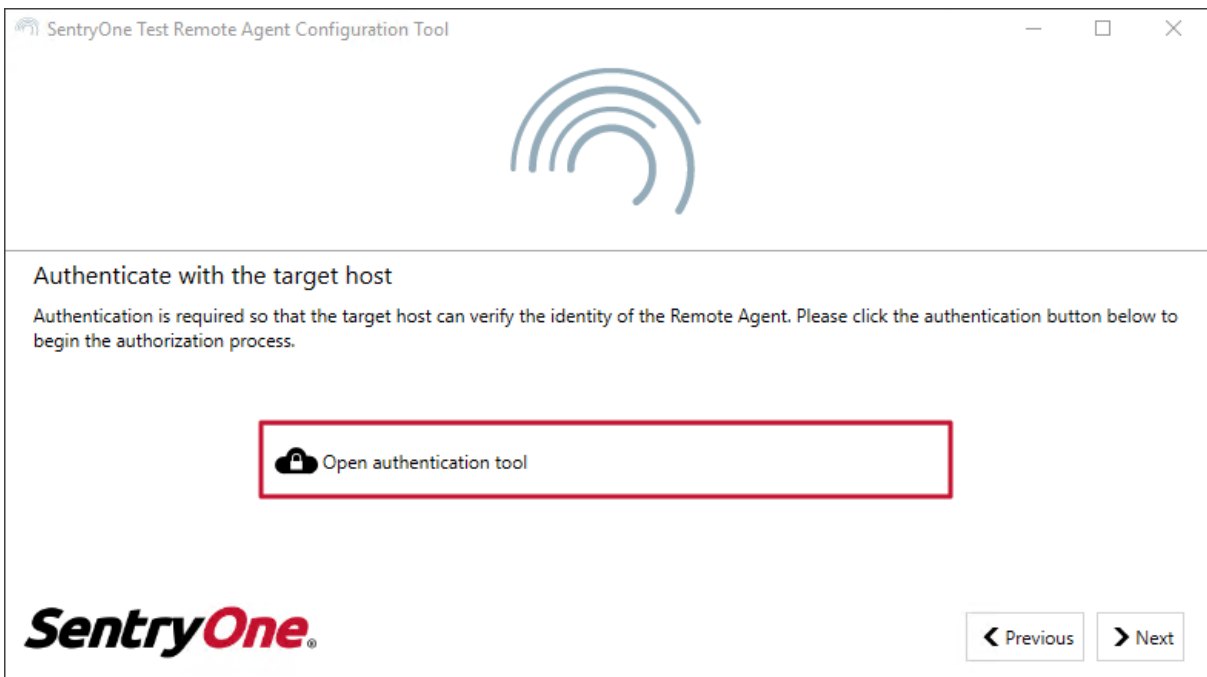 SentryOne Test Remote Agent Configuration Tool
Authenticate with the target host
Authentication is required so that the target host can verify the identity of the Remote Agent. Please click the authentication button below to
begin the authorization process.
Open authentication tool
SentryOne®
Previous
Next